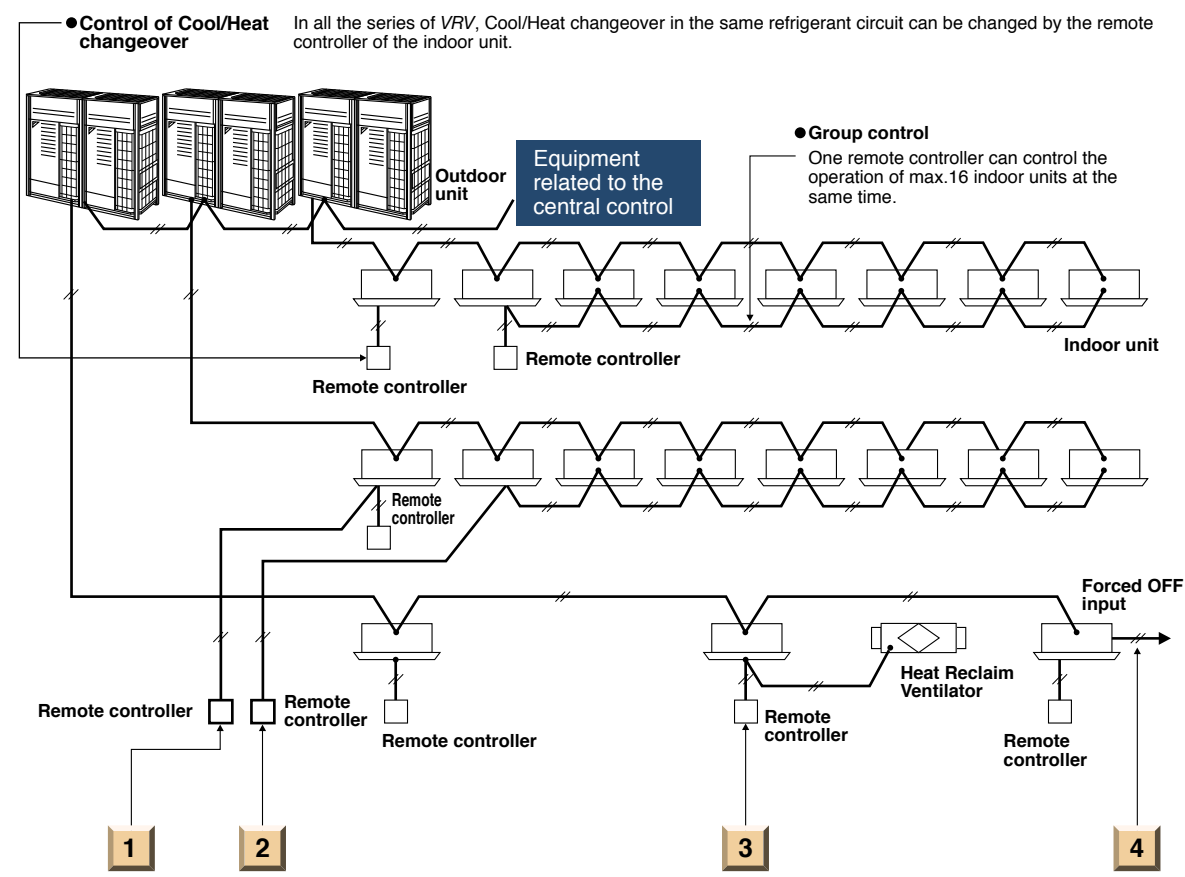 ●Control of Cool/Heat
changeover
In all the series of VRV, Cool/Heat changeover in the same refrigerant circuit can be changed by the remote
controller of the indoor unit.
●Group control
One remote controller can control the
operation of max.16 indoor units at the
same time.
Outdoor
unit
Equipment
related to the
central control
Indoor unit
Remote controller
Remote controller
Remote
controller
Forced OFF
input
Heat Reclaim
Ventilator
Remote controller
Remote
controller
Remote controller
Remote
controller
Remote
controller
1
2
3
4